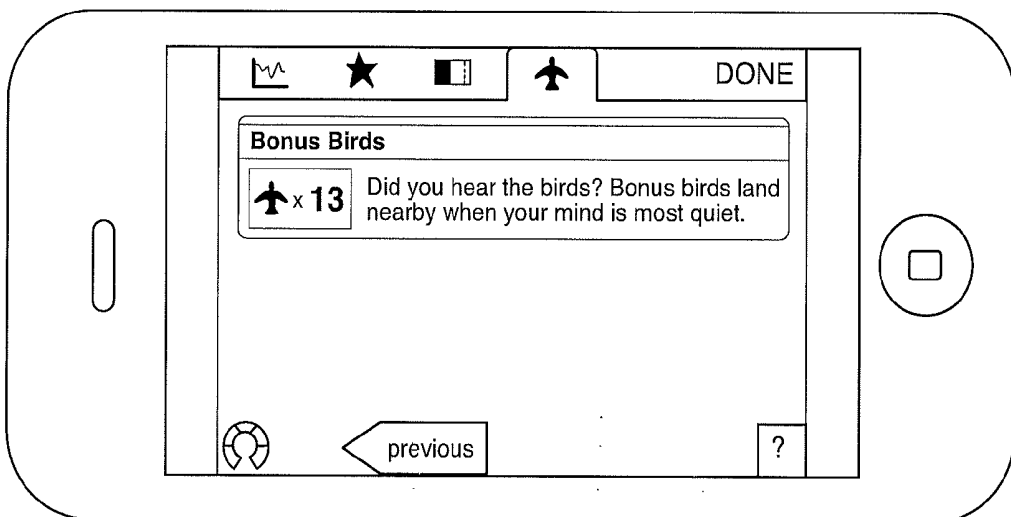 DONE
Bonus Birds
x 13
Did you hear the birds? Bonus birds land
nearby when your mind is most quiet.
previous
?